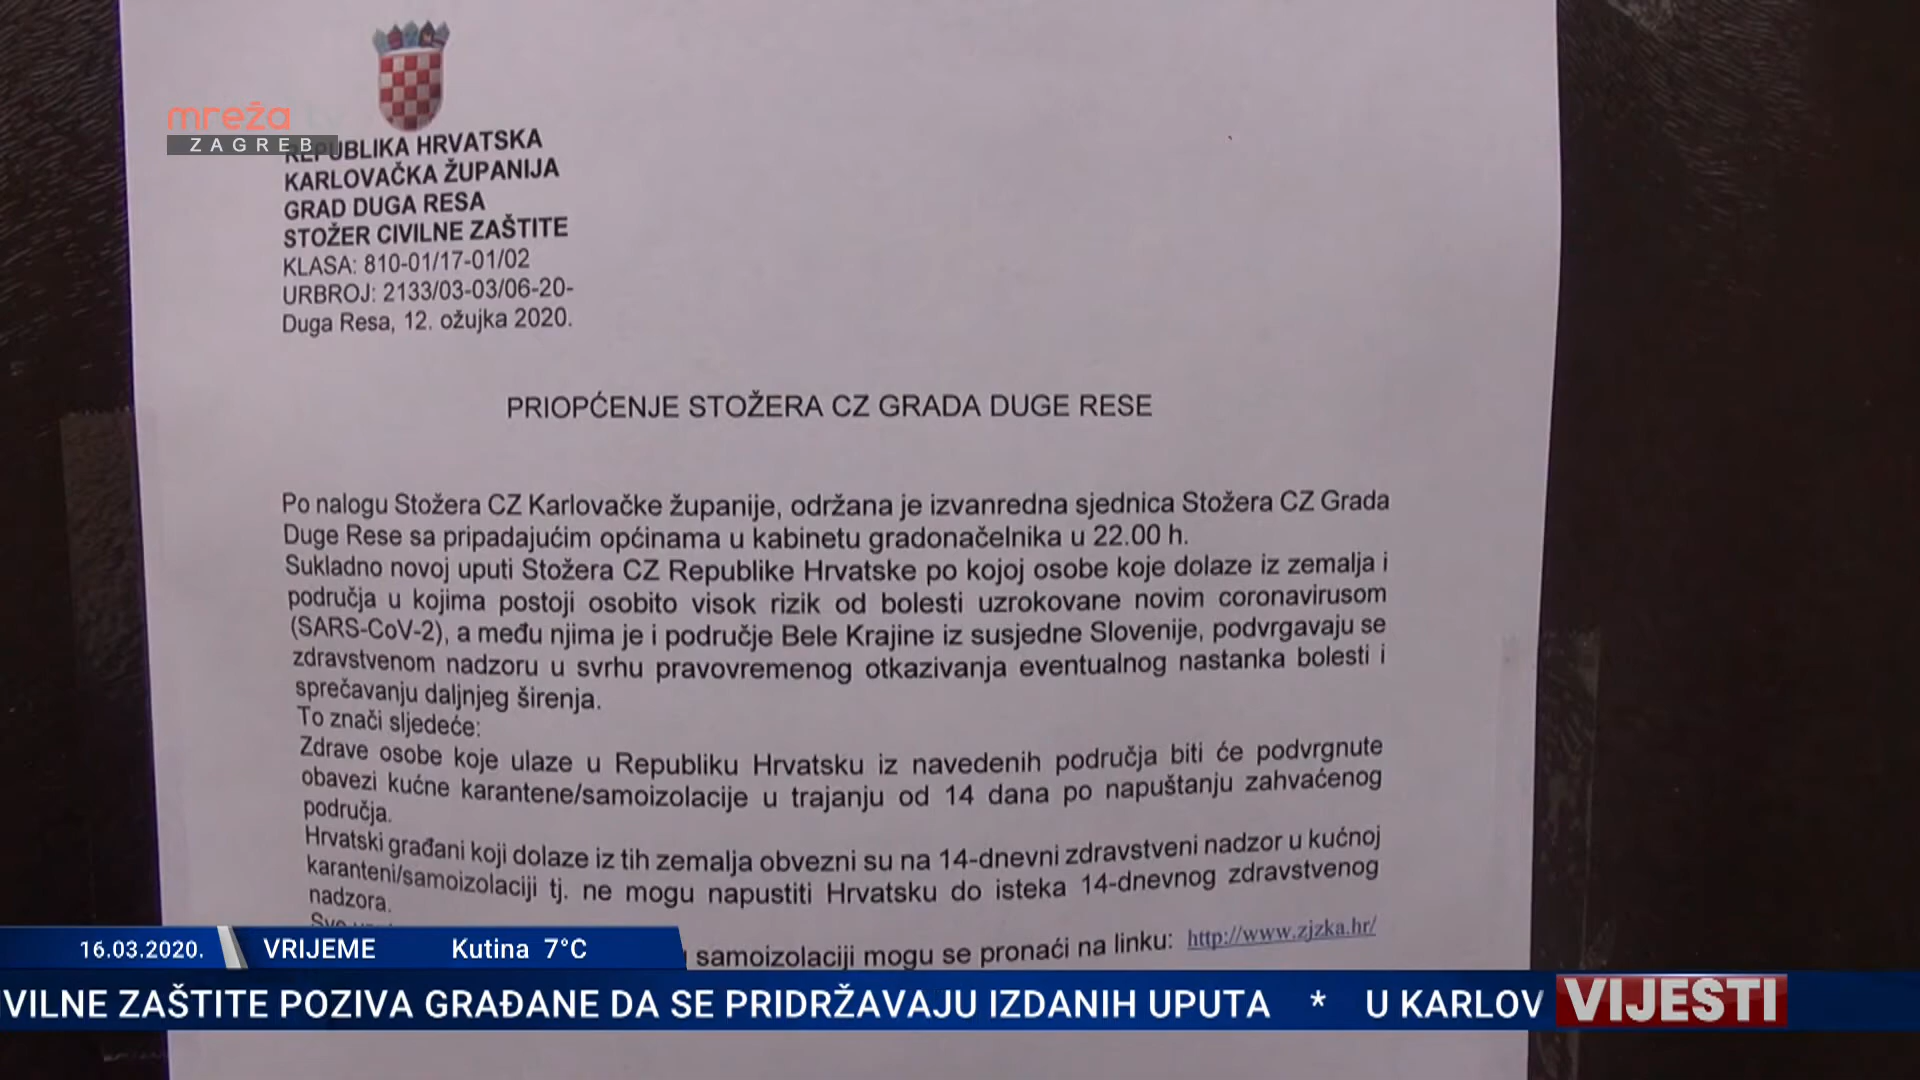 mreža tv
ZAGREB
REPUBLIKA HRVATSKA
KARLOVAČKA ŽUPANIJA
GRAD DUGA RESA
STOŽER CIVILNE ZAŠTITE
KLASA: 810-01/17-01/02
URBROJ: 2133/03-03/06-20-
Duga Resa, 12. ožujka 2020.
PRIOPĆENJE STOŽERA CZ GRADA DUGE RESE
Po nalogu Stožera CZ Karlovačke županije, održana je izvanredna sjednica Stožera CZ Grada
Duge Rese sa pripadajućim općinama u kabinetu gradonačelnika u 22.00 h.
Sukladno novoj uputi Stožera CZ Republike Hrvatske po kojoj osobe koje dolaze iz zemalja i
područja u kojima postoji osobito visok rizik od bolesti uzrokovane novim coronavirusom
(SARS-CoV-2), a među njima je i područje Bele Krajine iz susjedne Slovenije, podvrgavaju se
zdravstvenom nadzoru u svrhu pravovremenog otkazivanja eventualnog nastanka bolesti i
sprečavanju daljnjeg širenja.
To znači sljedeće:
Zdrave osobe koje ulaze u Republiku Hrvatsku iz navedenih područja biti će podvrgnute
obavezi kućne karantene/samoizolacije u trajanju od 14 dana po napuštanju zahvaćenog
područja.
Hrvatski građani koji dolaze iz tih zemalja obvezni su na 14-dnevni zdravstveni nadzor u kućnoj
karanteni/samoizolaciji tj. ne mogu napustiti Hrvatsku do isteka 14-dnevnog zdravstvenog
nadzora.
samoizolaciji mogu se pronaći na linku: http://www.zjzka.hr/
16.03.2020. VRIJEME Kutina 7°C
IVILNE ZAŠTITE POZIVA GRAĐANE DA SE PRIDRŽAVAJU IZDANIH UPUTA * U KARLOV VIJESTI